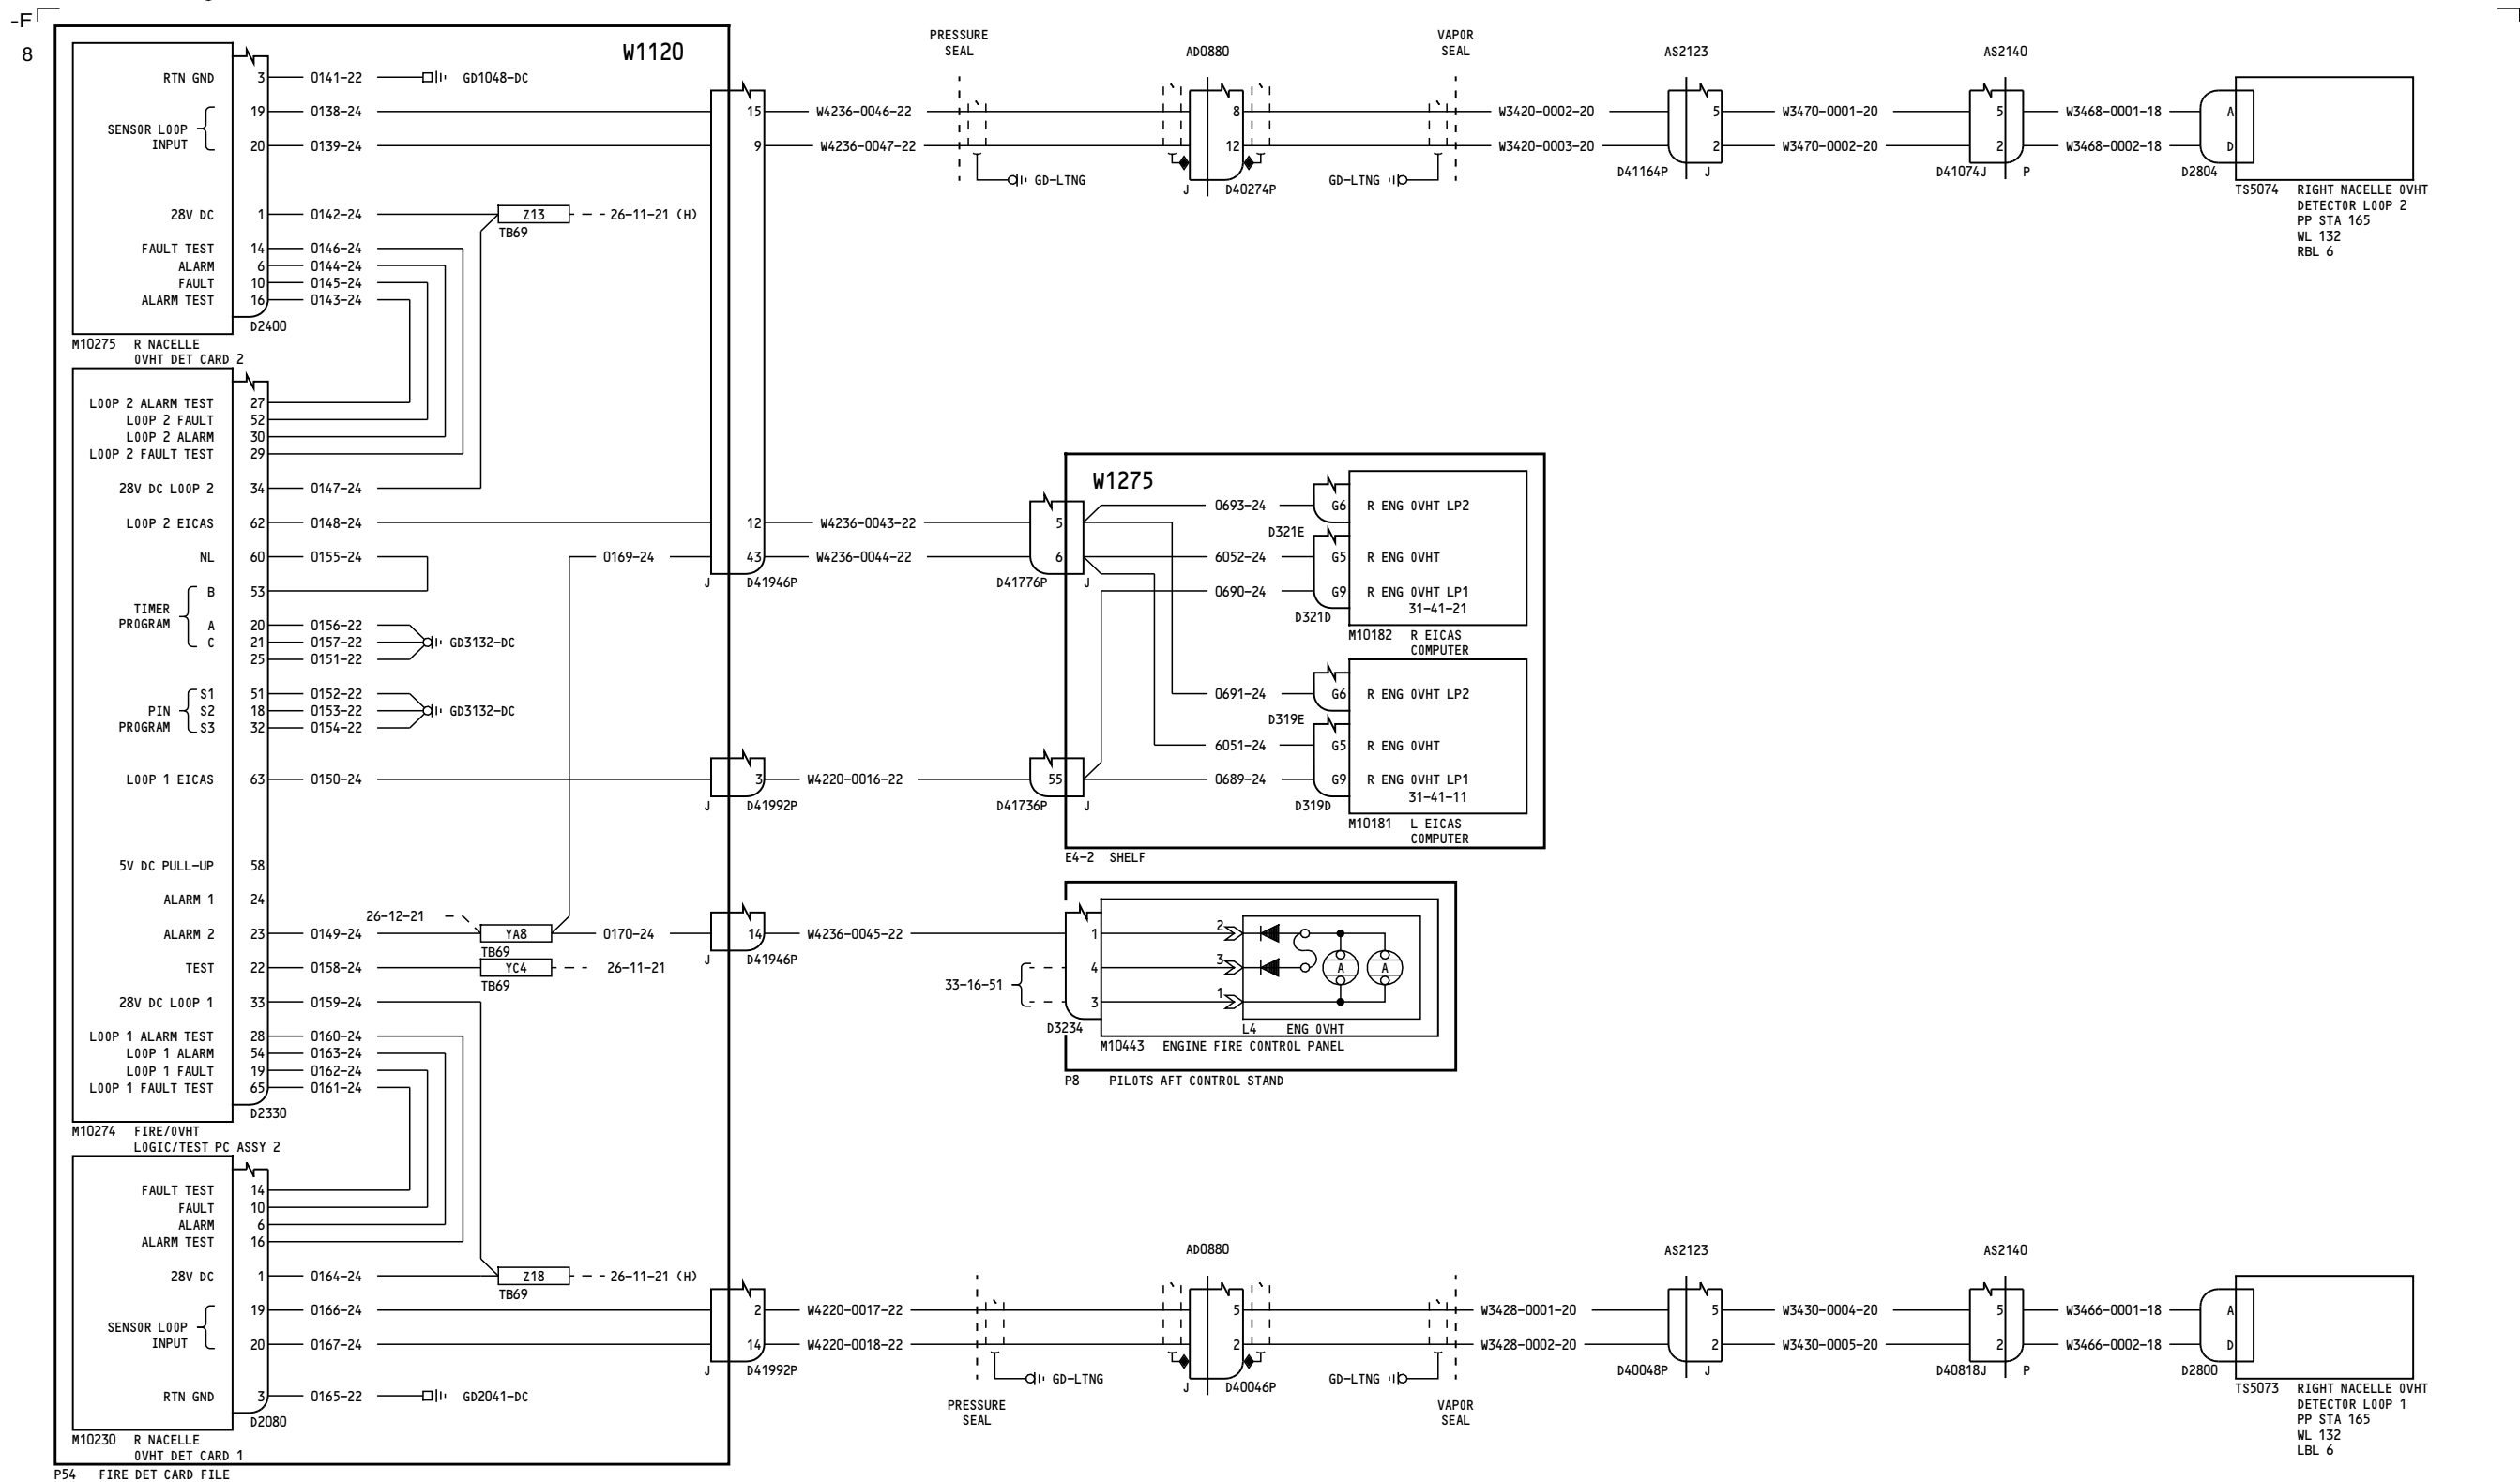 -F
8
W1120
RTN GND 3 0141-22 GD1048-DC
SENSOR LOOP INPUT
19 0138-24
20 0139-24
28V DC 1 0142-24 Z13 26-11-21 (H)
TB69
FAULT TEST 14 0146-24
ALARM 6 0144-24
FAULT 10 0145-24
ALARM TEST 16 0143-24
D2400
M10275 R NACELLE
OVHT DET CARD 2
LOOP 2 ALARM TEST 27
LOOP 2 FAULT 52
LOOP 2 ALARM 30
LOOP 2 FAULT TEST 29
28V DC LOOP 2 34 0147-24
LOOP 2 EICAS 62 0148-24
NL 60 0155-24 0169-24
TIMER PROGRAM
B 53
A 20 0156-22
C 21 0157-22 GD3132-DC
25 0151-22
PIN PROGRAM
S1 51 0152-22
S2 18 0153-22 GD3132-DC
S3 32 0154-22
LOOP 1 EICAS 63 0150-24
5V DC PULL-UP 58
ALARM 1 24
26-12-21
ALARM 2 23 0149-24 YA8 0170-24
TB69
TEST 22 0158-24 YC4 26-11-21
TB69
28V DC LOOP 1 33 0159-24
LOOP 1 ALARM TEST 28 0160-24
LOOP 1 ALARM 54 0163-24
LOOP 1 FAULT 19 0162-24
LOOP 1 FAULT TEST 65 0161-24
D2330
M10274 FIRE/OVHT
LOGIC/TEST PC ASSY 2
FAULT TEST 14
FAULT 10
ALARM 6
ALARM TEST 16
28V DC 1 0164-24 Z18 26-11-21 (H)
TB69
SENSOR LOOP INPUT
19 0166-24
20 0167-24
RTN GND 3 0165-22 GD2041-DC
D2080
M10230 R NACELLE
OVHT DET CARD 1
P54 FIRE DET CARD FILE
PRESSURE SEAL
AD0880
VAPOR SEAL
AS2123
AS2140
15 W4236-0046-22 8 W3420-0002-20 5 W3470-0001-20 5 W3468-0001-18 A
9 W4236-0047-22 12 W3420-0003-20 2 W3470-0002-20 2 W3468-0002-18 D
GD-LTNG J D40274P GD-LTNG D41164P J D41074J P D2804
TS5074 RIGHT NACELLE OVHT
DETECTOR LOOP 2
PP STA 165
WL 132
RBL 6
12 W4236-0043-22 5
43 W4236-0044-22 6
J D41946P D41776P J
W1275
0693-24 G6 R ENG OVHT LP2
D321E
6052-24 G5 R ENG OVHT
0690-24 G9 R ENG OVHT LP1
31-41-21
D321D
M10182 R EICAS
COMPUTER
0691-24 G6 R ENG OVHT LP2
D319E
6051-24 G5 R ENG OVHT
3 W4220-0016-22 55 0689-24 G9 R ENG OVHT LP1
31-41-11
J D41992P D41736P J D319D
M10181 L EICAS
COMPUTER
E4-2 SHELF
14 W4236-0045-22 1 2
J D41946P
4 3 A A
33-16-51
3 1
D3234 L4 ENG OVHT
M10443 ENGINE FIRE CONTROL PANEL
P8 PILOTS AFT CONTROL STAND
AD0880
AS2123
AS2140
2 W4220-0017-22 5 W3428-0001-20 5 W3430-0004-20 5 W3466-0001-18 A
14 W4220-0018-22 2 W3428-0002-20 2 W3430-0005-20 2 W3466-0002-18 D
J D41992P GD-LTNG J D40046P GD-LTNG D40048P J D40818J P D2800
PRESSURE SEAL
VAPOR SEAL
TS5073 RIGHT NACELLE OVHT
DETECTOR LOOP 1
PP STA 165
WL 132
LBL 6